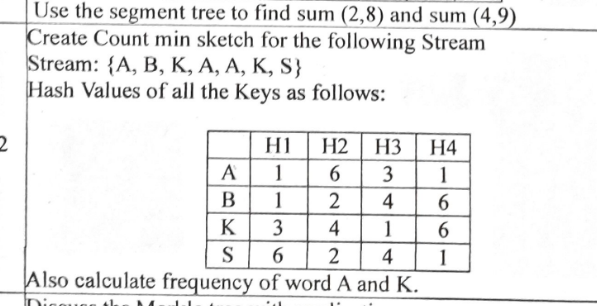 Use the segment tree to find sum (2,8) and sum (4,9)
Create Count min sketch for the following Stream
Stream: {A, B, K, A, A, K, S}
Hash Values of all the Keys as follows:
2
H1 H2 H3 H4
A 1 6 3 1
B 1 2 4 6
K 3 4 1 6
S 6 2 4 1
Also calculate frequency of word A and K.